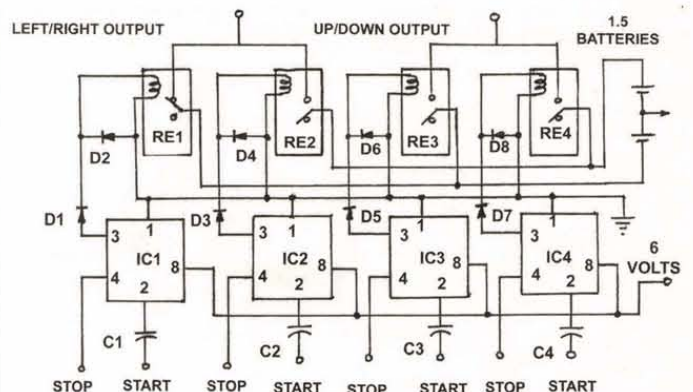 LEFT/RIGHT OUTPUT
UP/DOWN OUTPUT
1.5
BATTERIES
RE1
RE2
RE3
RE4
D2
D4
D6
D8
D1
D3
D5
D7
3 1
IC1
4 2 8
3 1
IC2
4 2 8
3 1
IC3
4 2 8
3 1
IC4
4 2 8
6
VOLTS
C1
C2
C3
C4
STOP START STOP START STOP START STOP START